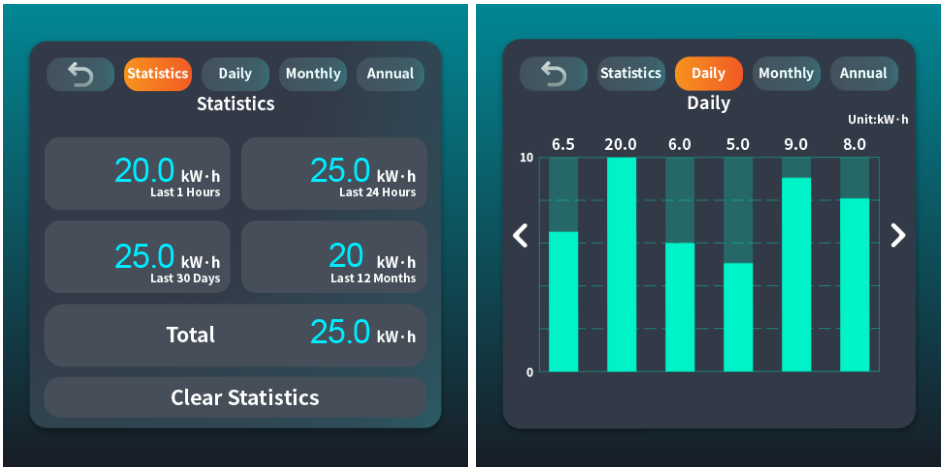 Statistics Daily Monthly Annual
Statistics
20.0 kW·h 25.0 kW·h
Last 1 Hours Last 24 Hours
25.0 kW·h 20 kW·h
Last 30 Days Last 12 Months
Total 25.0 kW·h
Clear Statistics
Statistics Daily Monthly Annual
Daily
Unit:kW·h
6.5 20.0 6.0 5.0 9.0 8.0
10
0